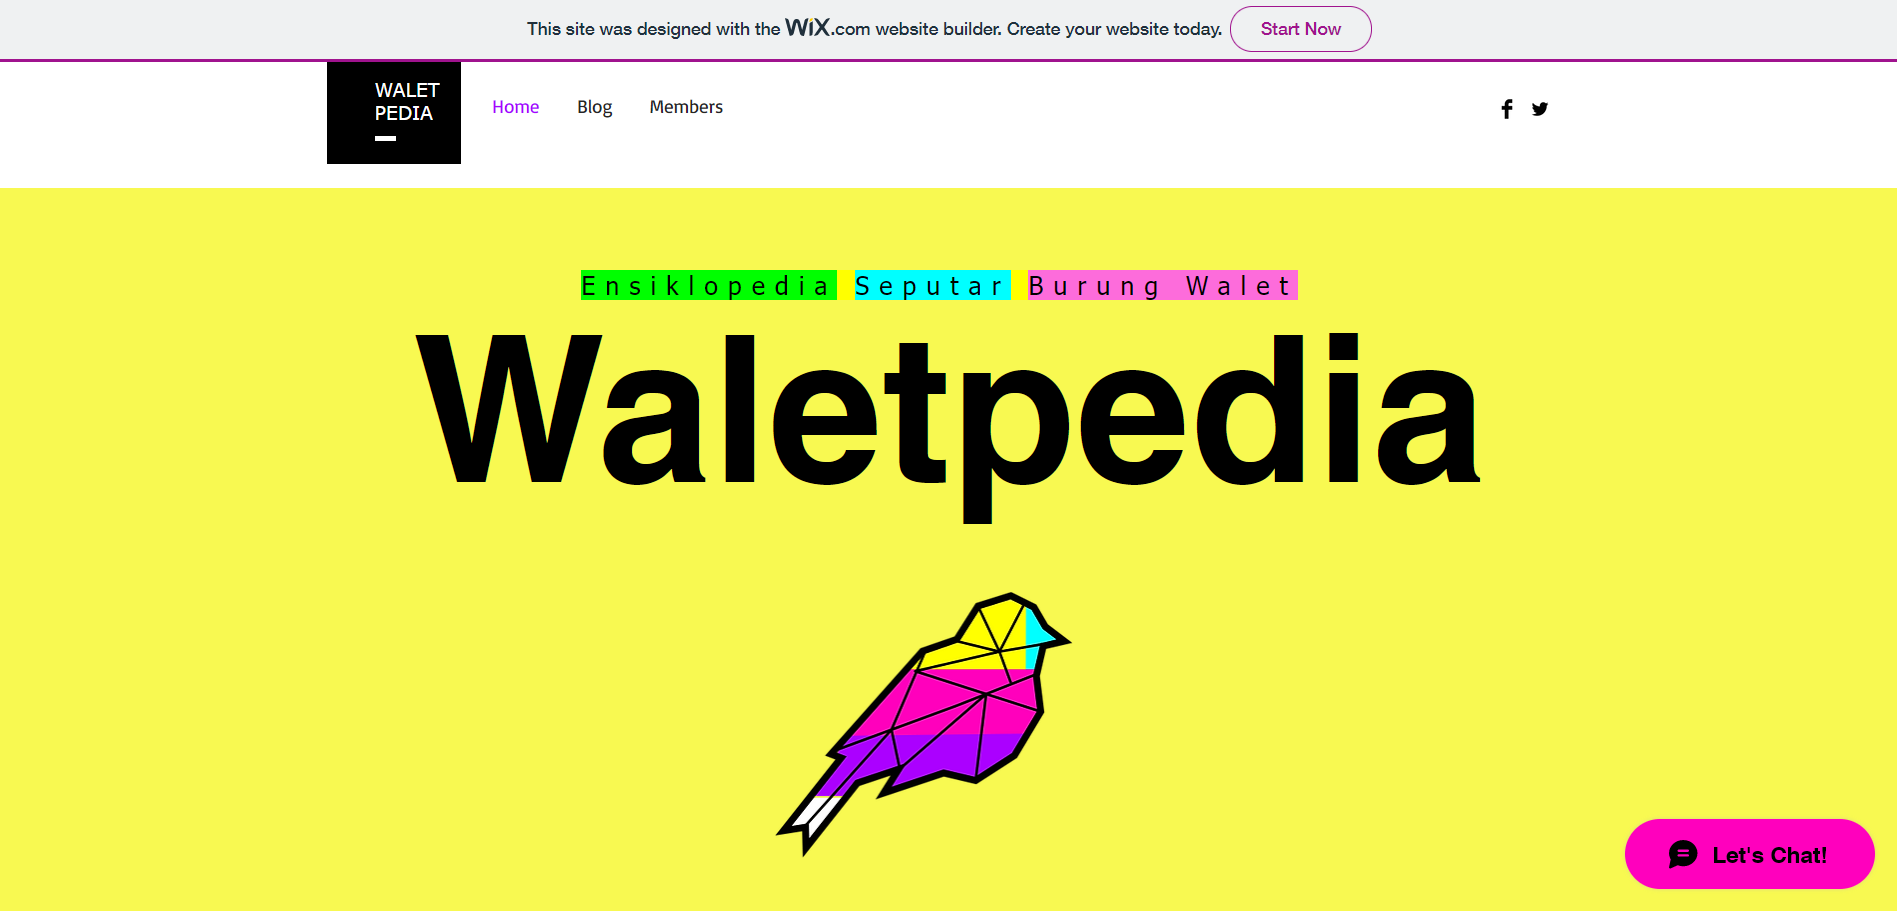 This site was designed with the WiX.com website builder. Create your website today.
Start Now
WALET
PEDIA
Home
Blog
Members
Ensiklopedia Seputar Burung Walet
Waletpedia
Let's Chat!